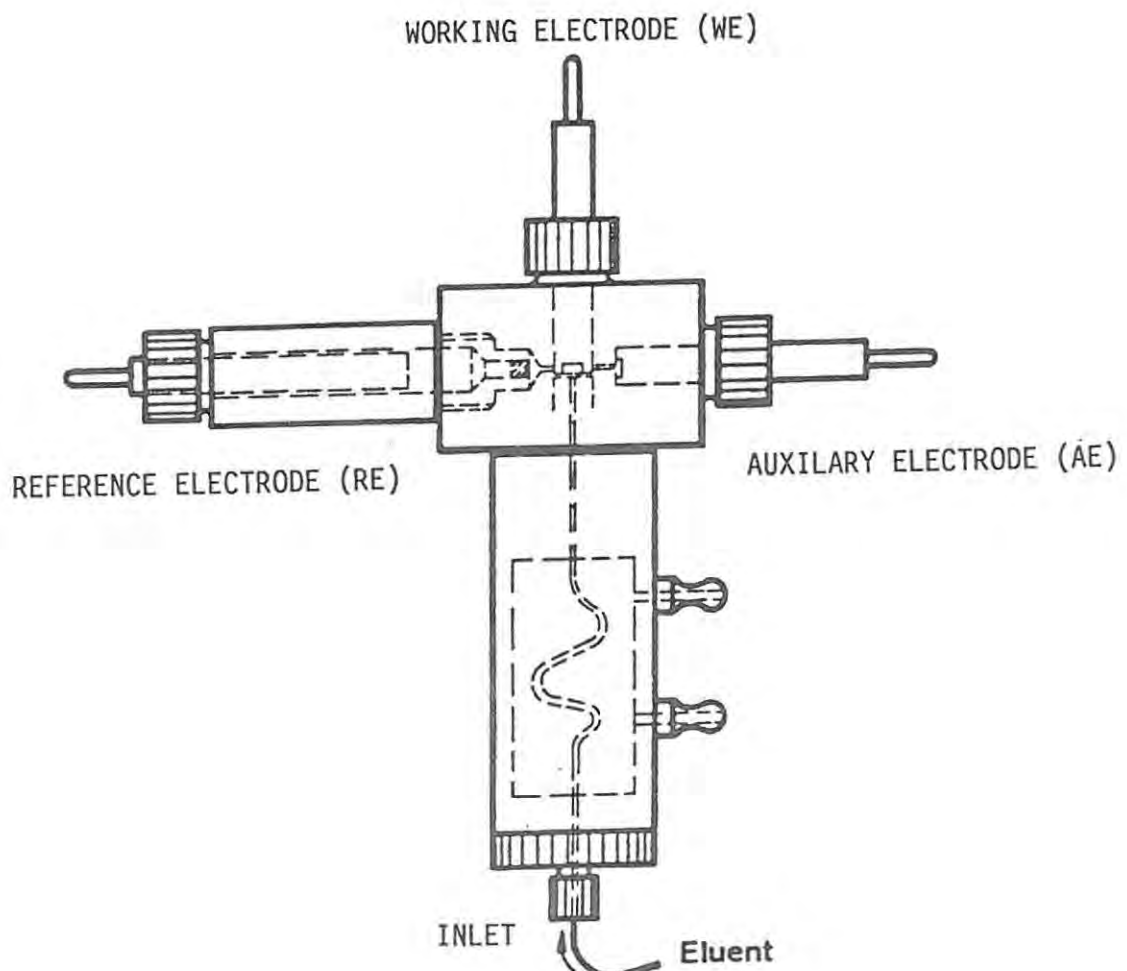 WORKING ELECTRODE (WE)
REFERENCE ELECTRODE (RE)
AUXILARY ELECTRODE (AE)
INLET
Eluent